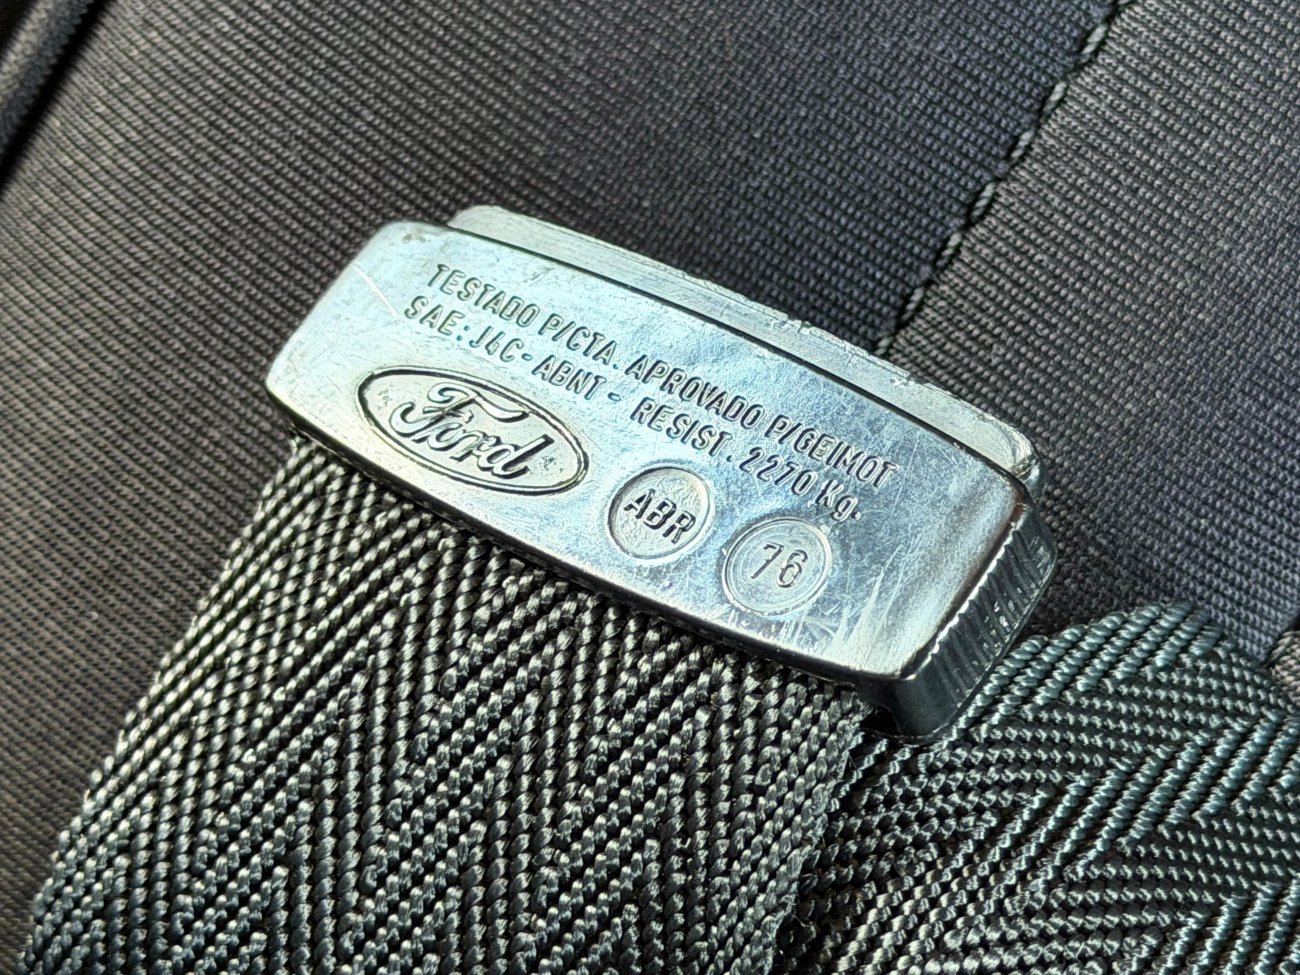 TESTADO P/CTA. APROVADO P/GEIMOT
SAE: J4C - ABNT - RESIST. 2270 Kg.
Ford
ABR
76